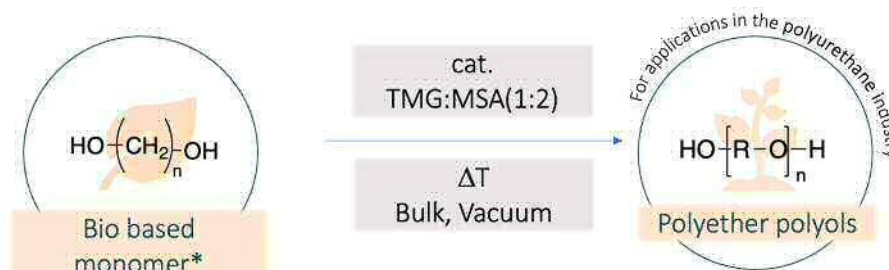 HO-(CH₂)n-OH
Bio based
monomer*
cat.
TMG:MSA(1:2)
ΔT
Bulk, Vacuum
For applications in the polyurethane industry
HO-[R-O]n-H
Polyether polyols